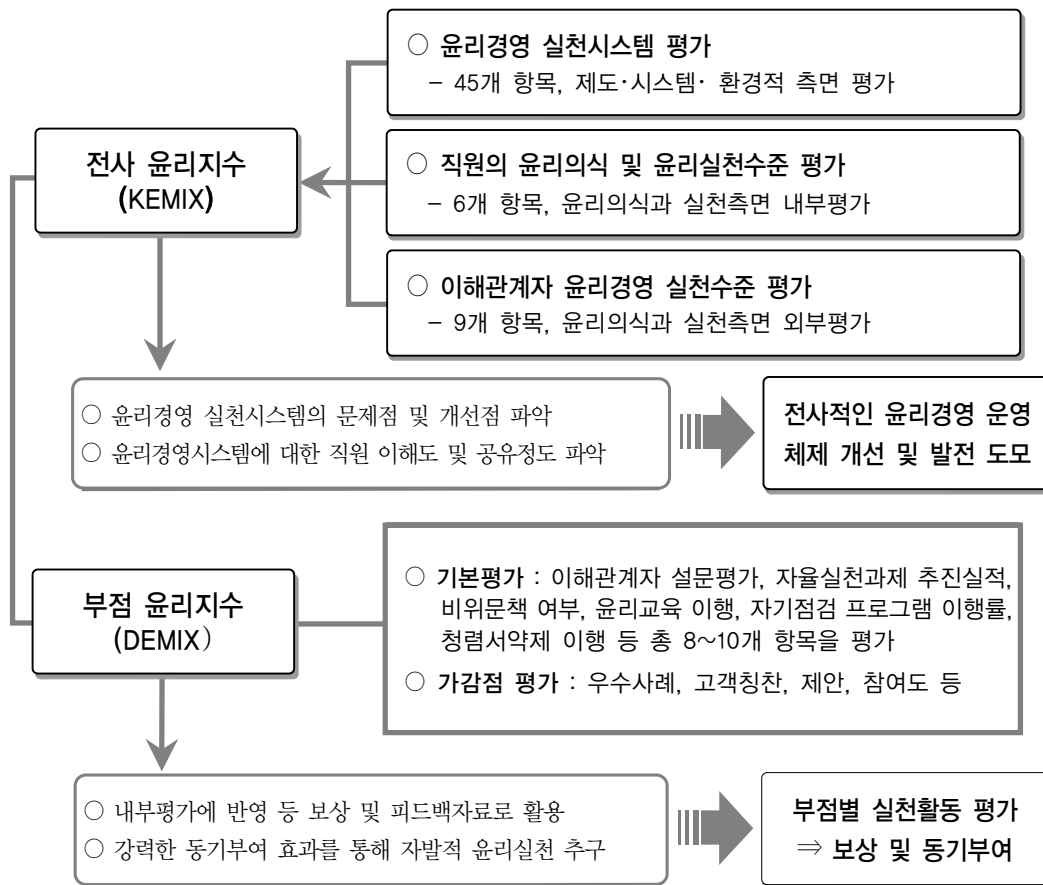 ○ 윤리경영 실천시스템 평가
- 45개 항목, 제도·시스템· 환경적 측면 평가
전사 윤리지수
(KEMIX)
○ 직원의 윤리의식 및 윤리실천수준 평가
- 6개 항목, 윤리의식과 실천측면 내부평가
○ 이해관계자 윤리경영 실천수준 평가
- 9개 항목, 윤리의식과 실천측면 외부평가
○ 윤리경영 실천시스템의 문제점 및 개선점 파악
○ 윤리경영시스템에 대한 직원 이해도 및 공유정도 파악
전사적인 윤리경영 운영
체제 개선 및 발전 도모
부점 윤리지수
(DEMIX)
○ 기본평가 : 이해관계자 설문평가, 자율실천과제 추진실적,
비위문책 여부, 윤리교육 이행, 자기점검 프로그램 이행률,
청렴서약제 이행 등 총 8~10개 항목을 평가
○ 가감점 평가 : 우수사례, 고객칭찬, 제안, 참여도 등
○ 내부평가에 반영 등 보상 및 피드백자료로 활용
○ 강력한 동기부여 효과를 통해 자발적 윤리실천 추구
부점별 실천활동 평가
⇒ 보상 및 동기부여